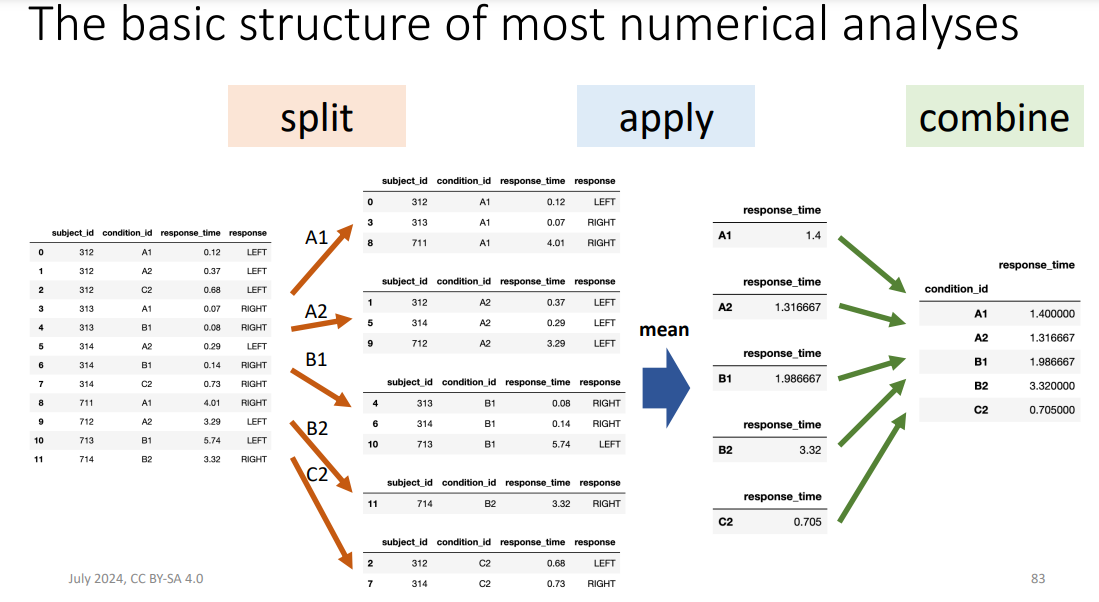 The basic structure of most numerical analyses
split
apply
combine
subject_id condition_id response_time response
0 312 A1 0.12 LEFT
1 312 A2 0.37 LEFT
2 312 C2 0.68 LEFT
3 313 A1 0.07 RIGHT
4 313 B1 0.08 RIGHT
5 314 A2 0.29 LEFT
6 314 B1 0.14 RIGHT
7 314 C2 0.73 RIGHT
8 711 A1 4.01 RIGHT
9 712 A2 3.29 LEFT
10 713 B1 5.74 LEFT
11 714 B2 3.32 RIGHT
A1
A2
B1
B2
C2
subject_id condition_id response_time response
0 312 A1 0.12 LEFT
3 313 A1 0.07 RIGHT
8 711 A1 4.01 RIGHT
subject_id condition_id response_time response
1 312 A2 0.37 LEFT
5 314 A2 0.29 LEFT
9 712 A2 3.29 LEFT
subject_id condition_id response_time response
4 313 B1 0.08 RIGHT
6 314 B1 0.14 RIGHT
10 713 B1 5.74 LEFT
subject_id condition_id response_time response
11 714 B2 3.32 RIGHT
subject_id condition_id response_time response
2 312 C2 0.68 LEFT
7 314 C2 0.73 RIGHT
mean
response_time
A1 1.4
response_time
A2 1.316667
response_time
B1 1.986667
response_time
B2 3.32
response_time
C2 0.705
response_time
condition_id
A1 1.400000
A2 1.316667
B1 1.986667
B2 3.320000
C2 0.705000
July 2024, CC BY-SA 4.0
83